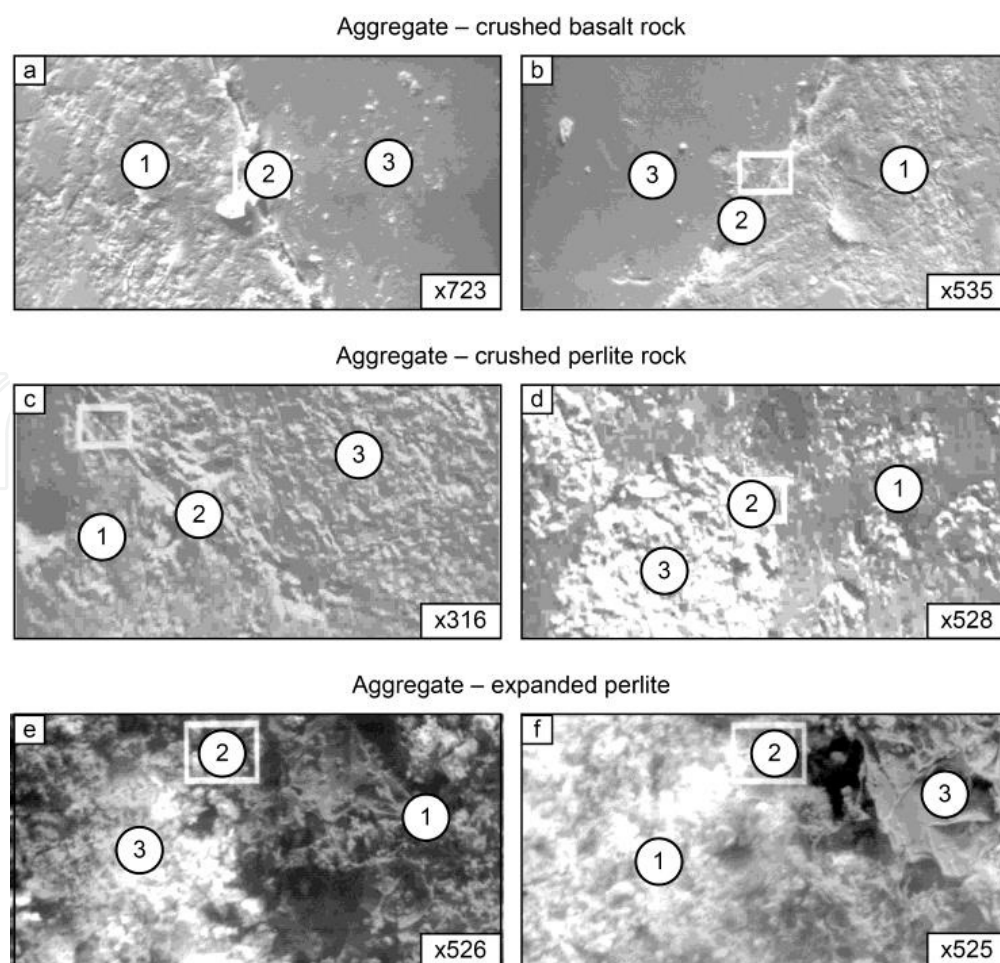 Aggregate – crushed basalt rock
a
b
1
2
3
3
2
1
x723
x535
Aggregate – crushed perlite rock
c
d
1
2
3
3
2
1
x316
x528
Aggregate – expanded perlite
e
f
2
1
3
2
3
1
x526
x525